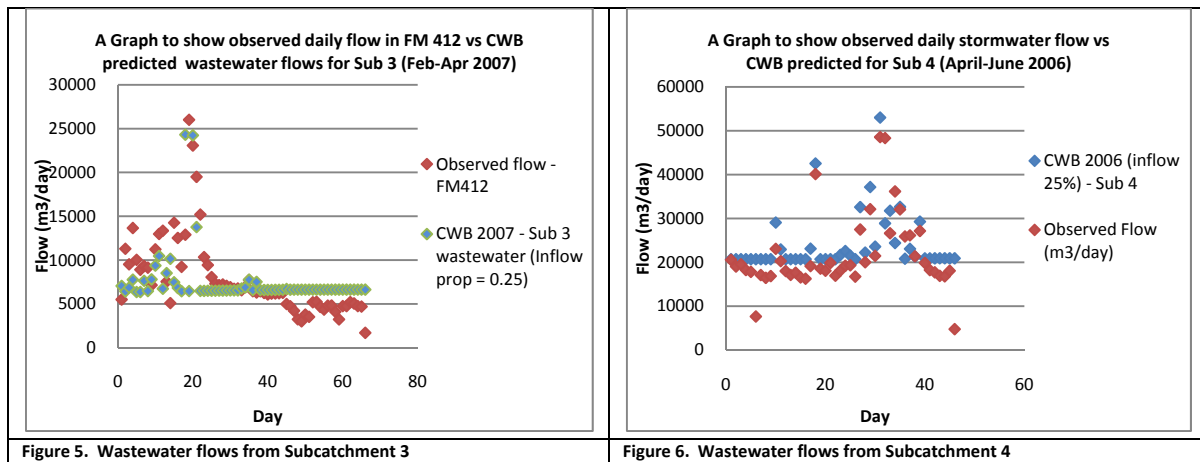 A Graph to show observed daily flow in FM 412 vs CWB
predicted wastewater flows for Sub 3 (Feb-Apr 2007)
30000
25000
20000
15000
10000
5000
0
Flow (m3/day)
0 20 40 60 80
Day
Observed flow -
FM412
CWB 2007 - Sub 3
wastewater (Inflow
prop = 0.25)
Figure 5. Wastewater flows from Subcatchment 3
A Graph to show observed daily stormwater flow vs
CWB predicted for Sub 4 (April-June 2006)
60000
50000
40000
30000
20000
10000
0
Flow (m3/day)
0 20 40 60
Day
CWB 2006 (inflow
25%) - Sub 4
Observed Flow
(m3/day)
Figure 6. Wastewater flows from Subcatchment 4